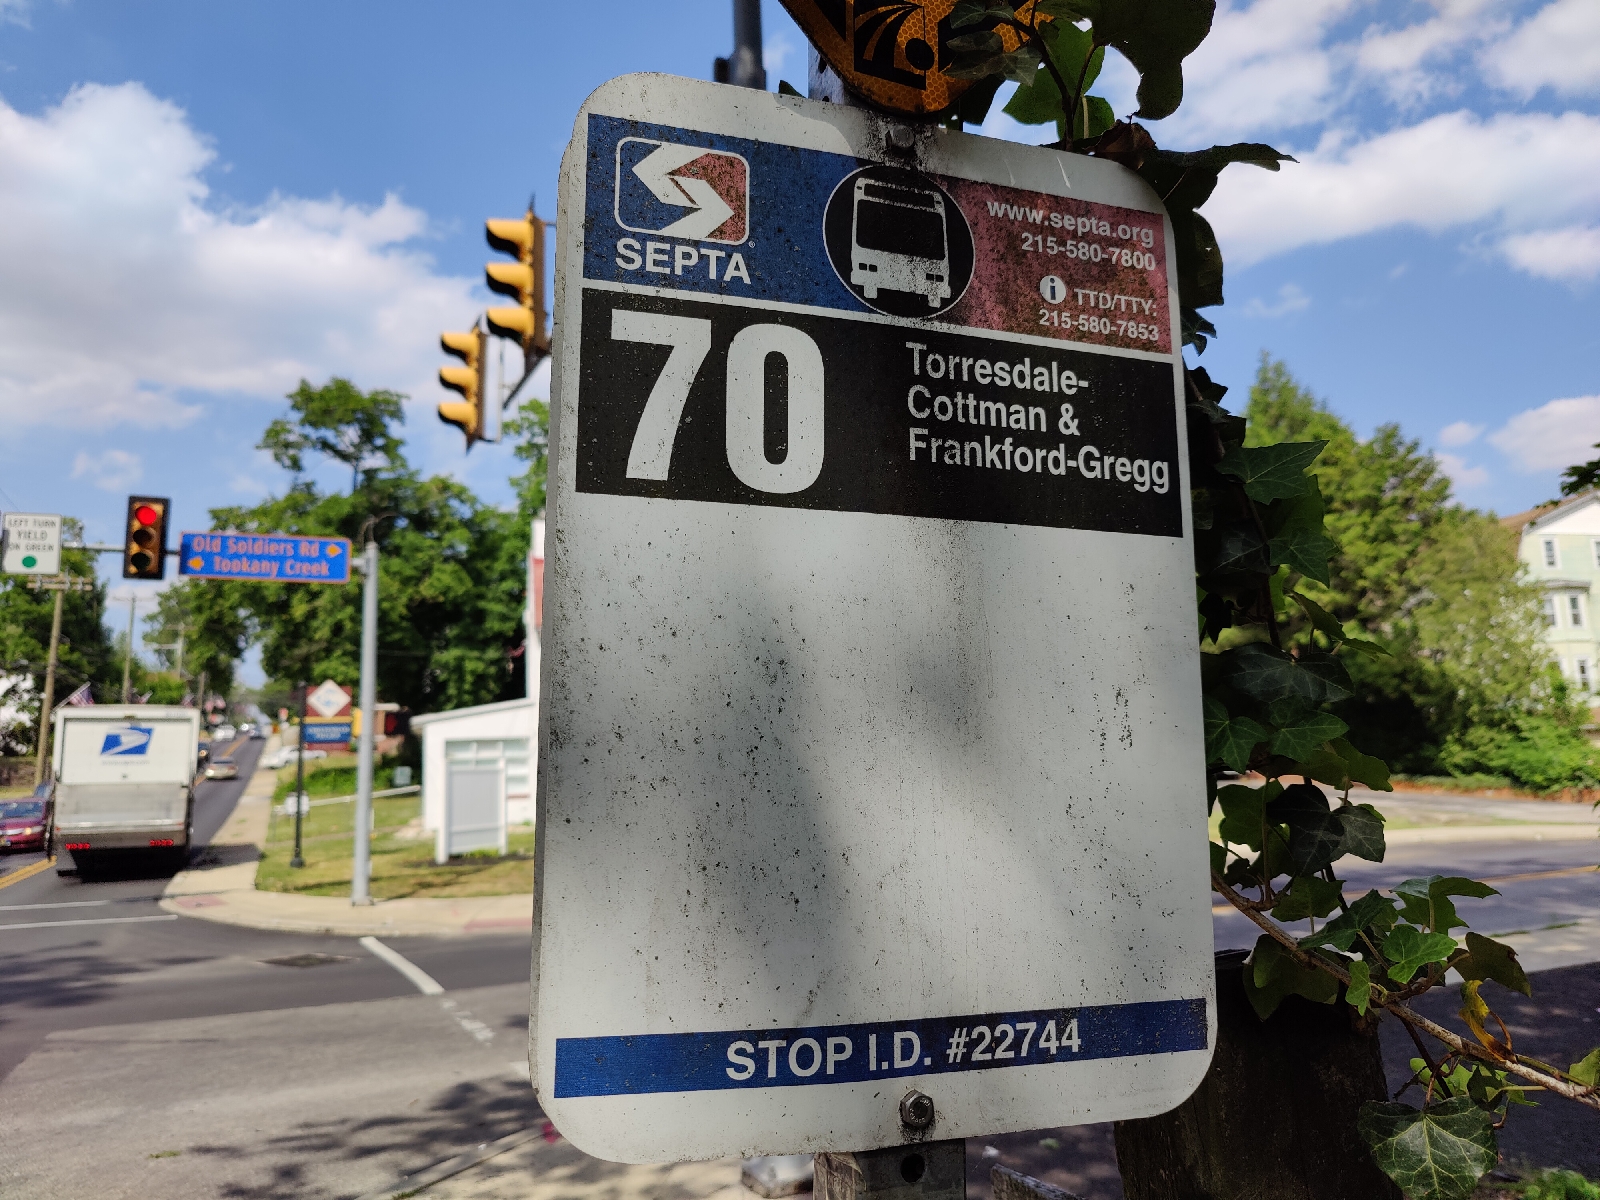 SEPTA
www.septa.org
215-580-7800
i TTD/TTY:
215-580-7853
70
Torresdale-
Cottman &
Frankford-Gregg
STOP I.D. #22744
LEFT TURN
YIELD
ON GREEN
Old Soldiers Rd
Tookany Creek